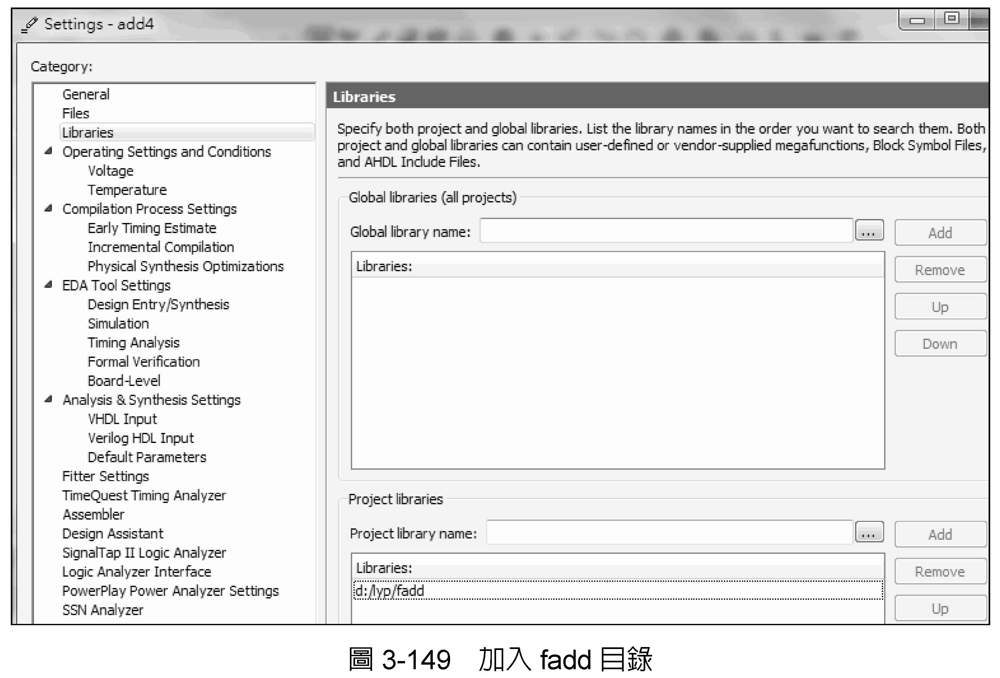 Settings - add4
Category:
General
Files
Libraries
Operating Settings and Conditions
Voltage
Temperature
Compilation Process Settings
Early Timing Estimate
Incremental Compilation
Physical Synthesis Optimizations
EDA Tool Settings
Design Entry/Synthesis
Simulation
Timing Analysis
Formal Verification
Board-Level
Analysis & Synthesis Settings
VHDL Input
Verilog HDL Input
Default Parameters
Fitter Settings
TimeQuest Timing Analyzer
Assembler
Design Assistant
SignalTap II Logic Analyzer
Logic Analyzer Interface
PowerPlay Power Analyzer Settings
SSN Analyzer
Libraries
Specify both project and global libraries. List the library names in the order you want to search them. Both
project and global libraries can contain user-defined or vendor-supplied megafunctions, Block Symbol Files,
and AHDL Include Files.
Global libraries (all projects)
Global library name: ... Add
Libraries:
Remove
Up
Down
Project libraries
Project library name: ... Add
Libraries:
Remove
d:/lyp/fadd
Up
圖 3-149 加入 fadd 目錄